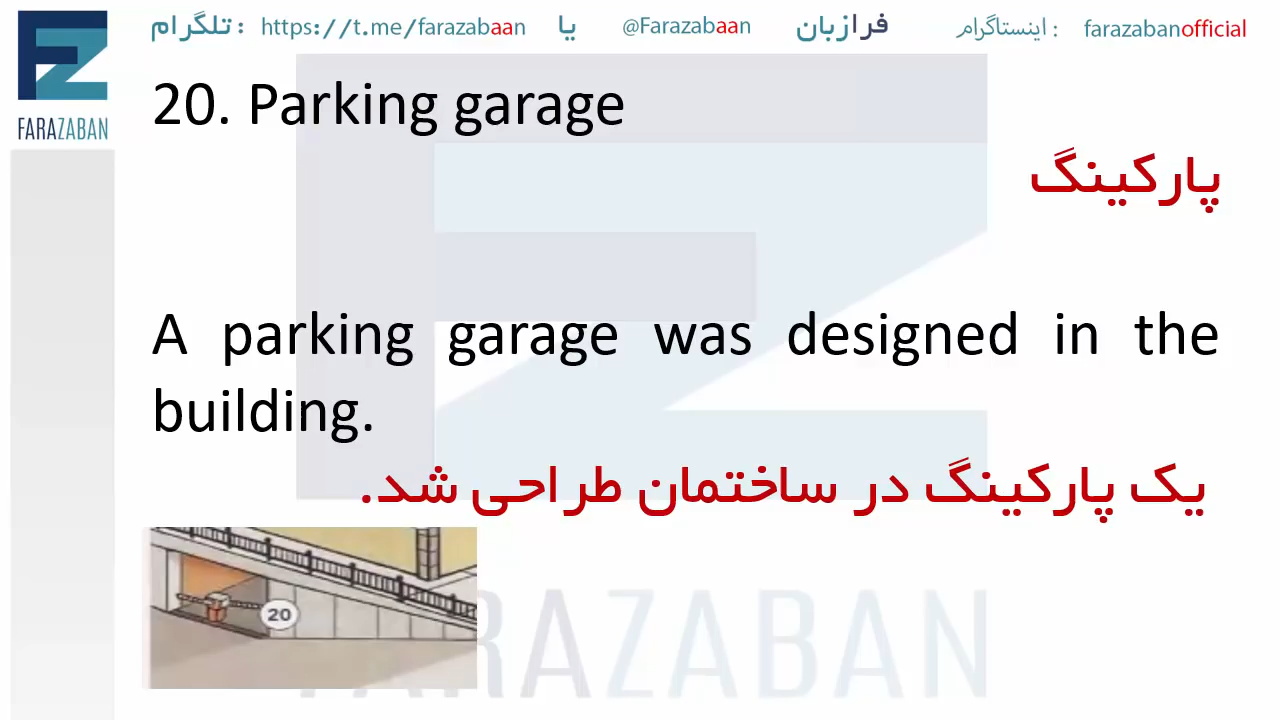 تلگرام : https://t.me/farazabaan یا @Farazabaan فرازبان اینستاگرام : farazabanofficial
FARAZABAN
20. Parking garage
پارکینگ
A parking garage was designed in the
building.
یک پارکینگ در ساختمان طراحی شد.
20
FARAZABAN